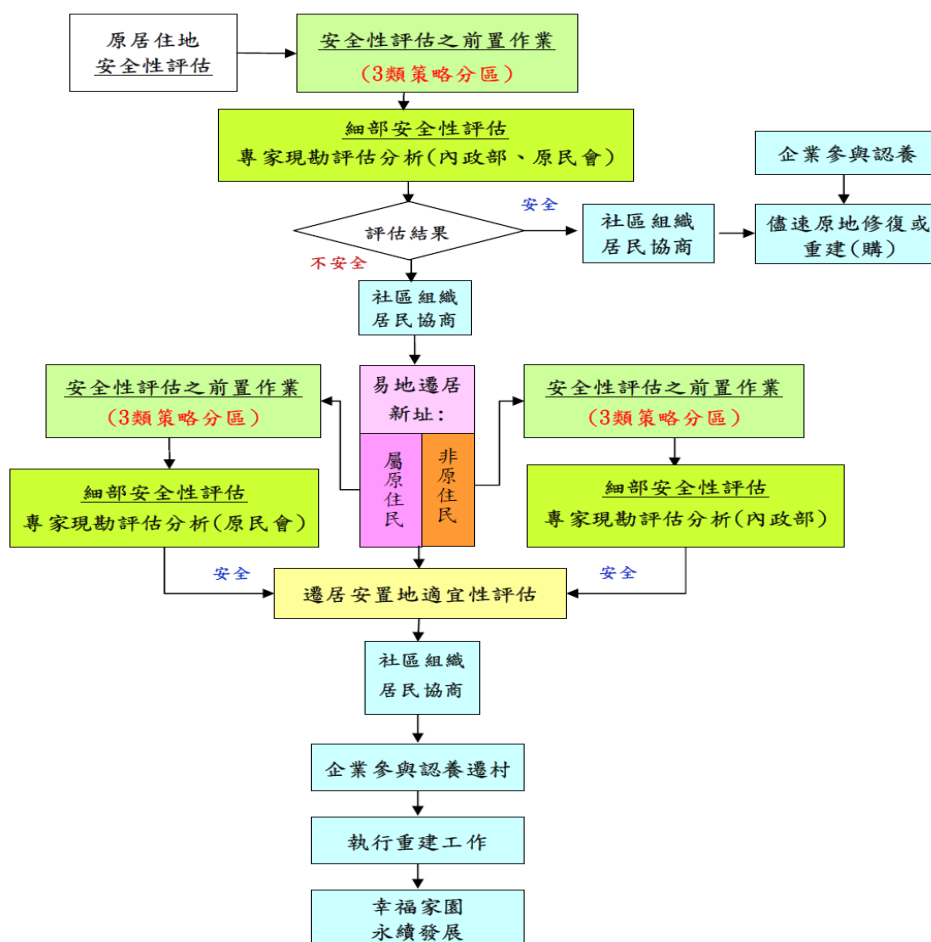 原居住地
安全性評估
安全性評估之前置作業
(3類策略分區)
細部安全性評估
專家現勘評估分析(內政部、原民會)
評估結果
安全
社區組織
居民協商
企業參與認養
儘速原地修復或
重建(購)
不安全
社區組織
居民協商
易地遷居
新址:
屬原住民
非原住民
安全性評估之前置作業
(3類策略分區)
細部安全性評估
專家現勘評估分析(原民會)
安全
安全性評估之前置作業
(3類策略分區)
細部安全性評估
專家現勘評估分析(內政部)
安全
遷居安置地適宜性評估
社區組織
居民協商
企業參與認養遷村
執行重建工作
幸福家園
永續發展